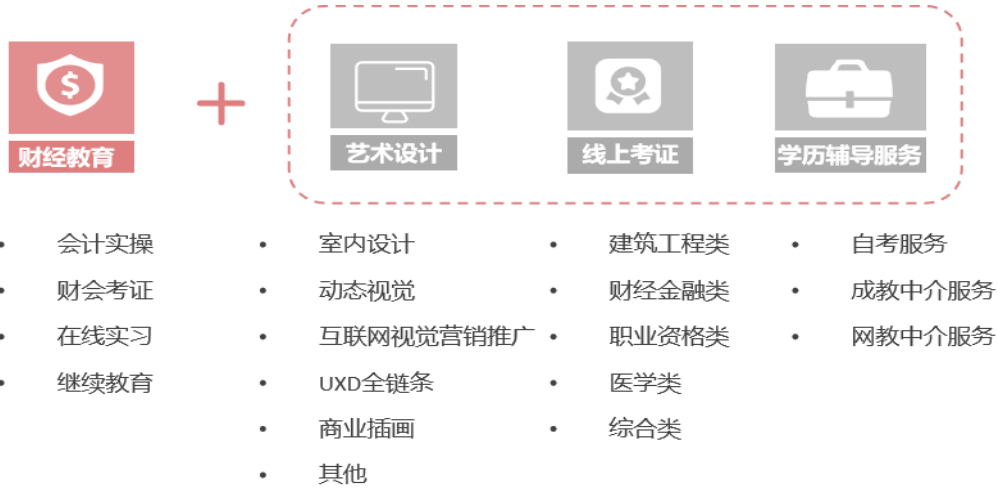 财经教育
艺术设计
线上考证
学历辅导服务
• 会计实操
• 财会考证
• 在线实习
• 继续教育
• 室内设计
• 动态视觉
• 互联网视觉营销推广
• UXD全链条
• 商业插画
• 其他
• 建筑工程类
• 财经金融类
• 职业资格类
• 医学类
• 综合类
• 自考服务
• 成教中介服务
• 网教中介服务